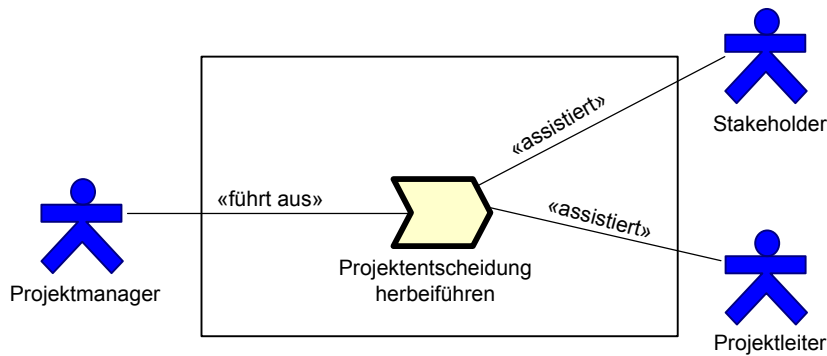 «assistiert»
Stakeholder
«führt aus»
«assistiert»
Projektmanager
Projektentscheidung
herbeiführen
Projektleiter